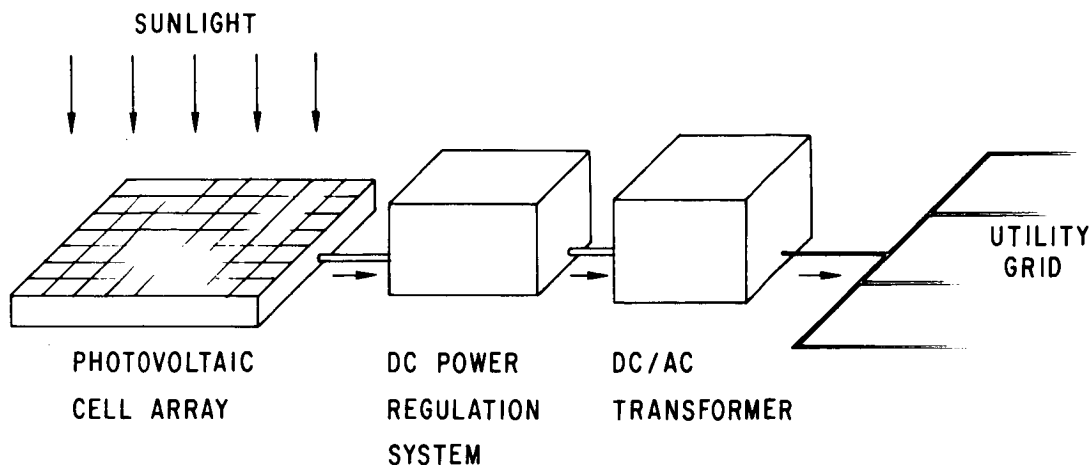 SUNLIGHT
UTILITY
GRID
PHOTOVOLTAIC
CELL ARRAY
DC POWER
REGULATION
SYSTEM
DC/AC
TRANSFORMER